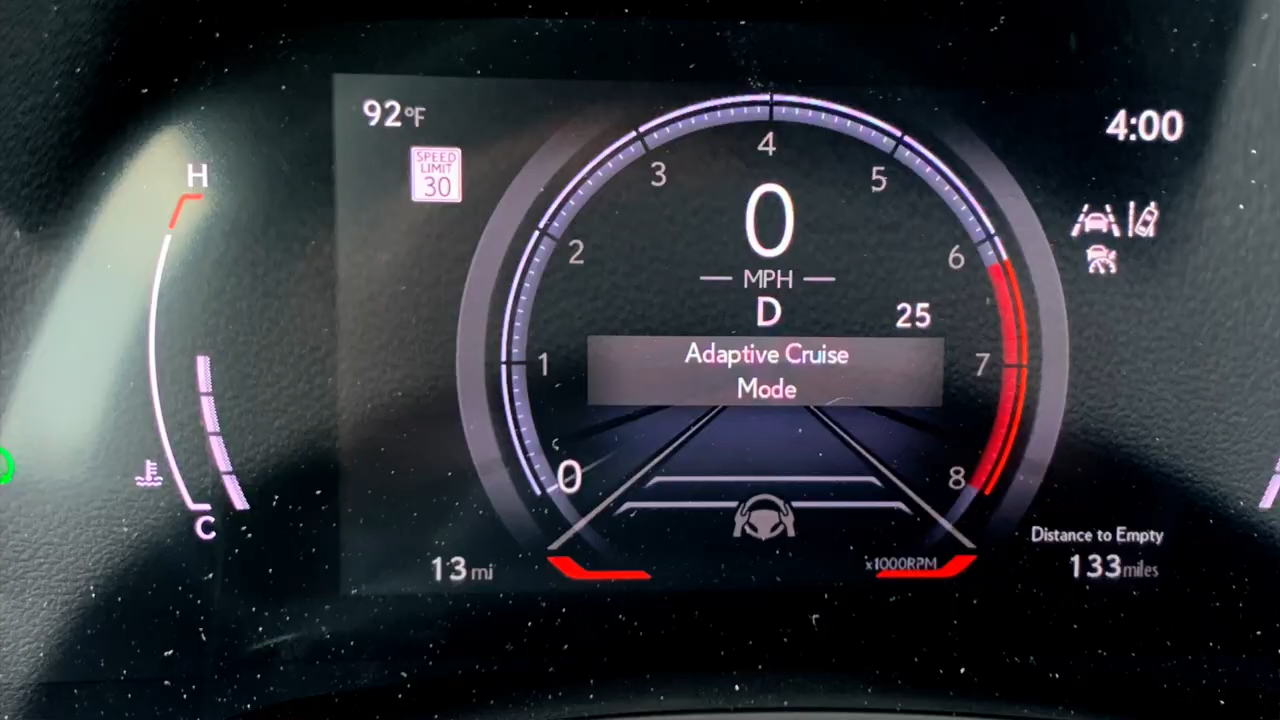 92°F
4:00
SPEED
LIMIT
30
H
C
0
1
2
3
4
5
6
7
8
0
MPH
D
25
Adaptive Cruise
Mode
x1000RPM
Distance to Empty
133 miles
13 mi